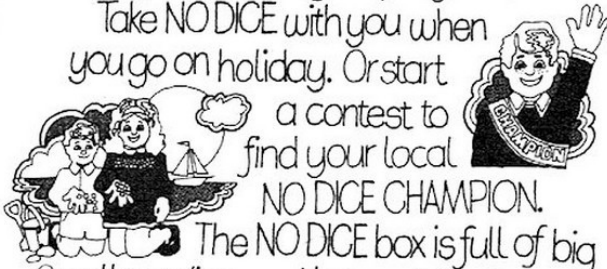 Take NO DICE with you when
you go on holiday. Or start
a contest to
find your local
CHAMPION
NO DICE CHAMPION.
The NO DICE box is full of big